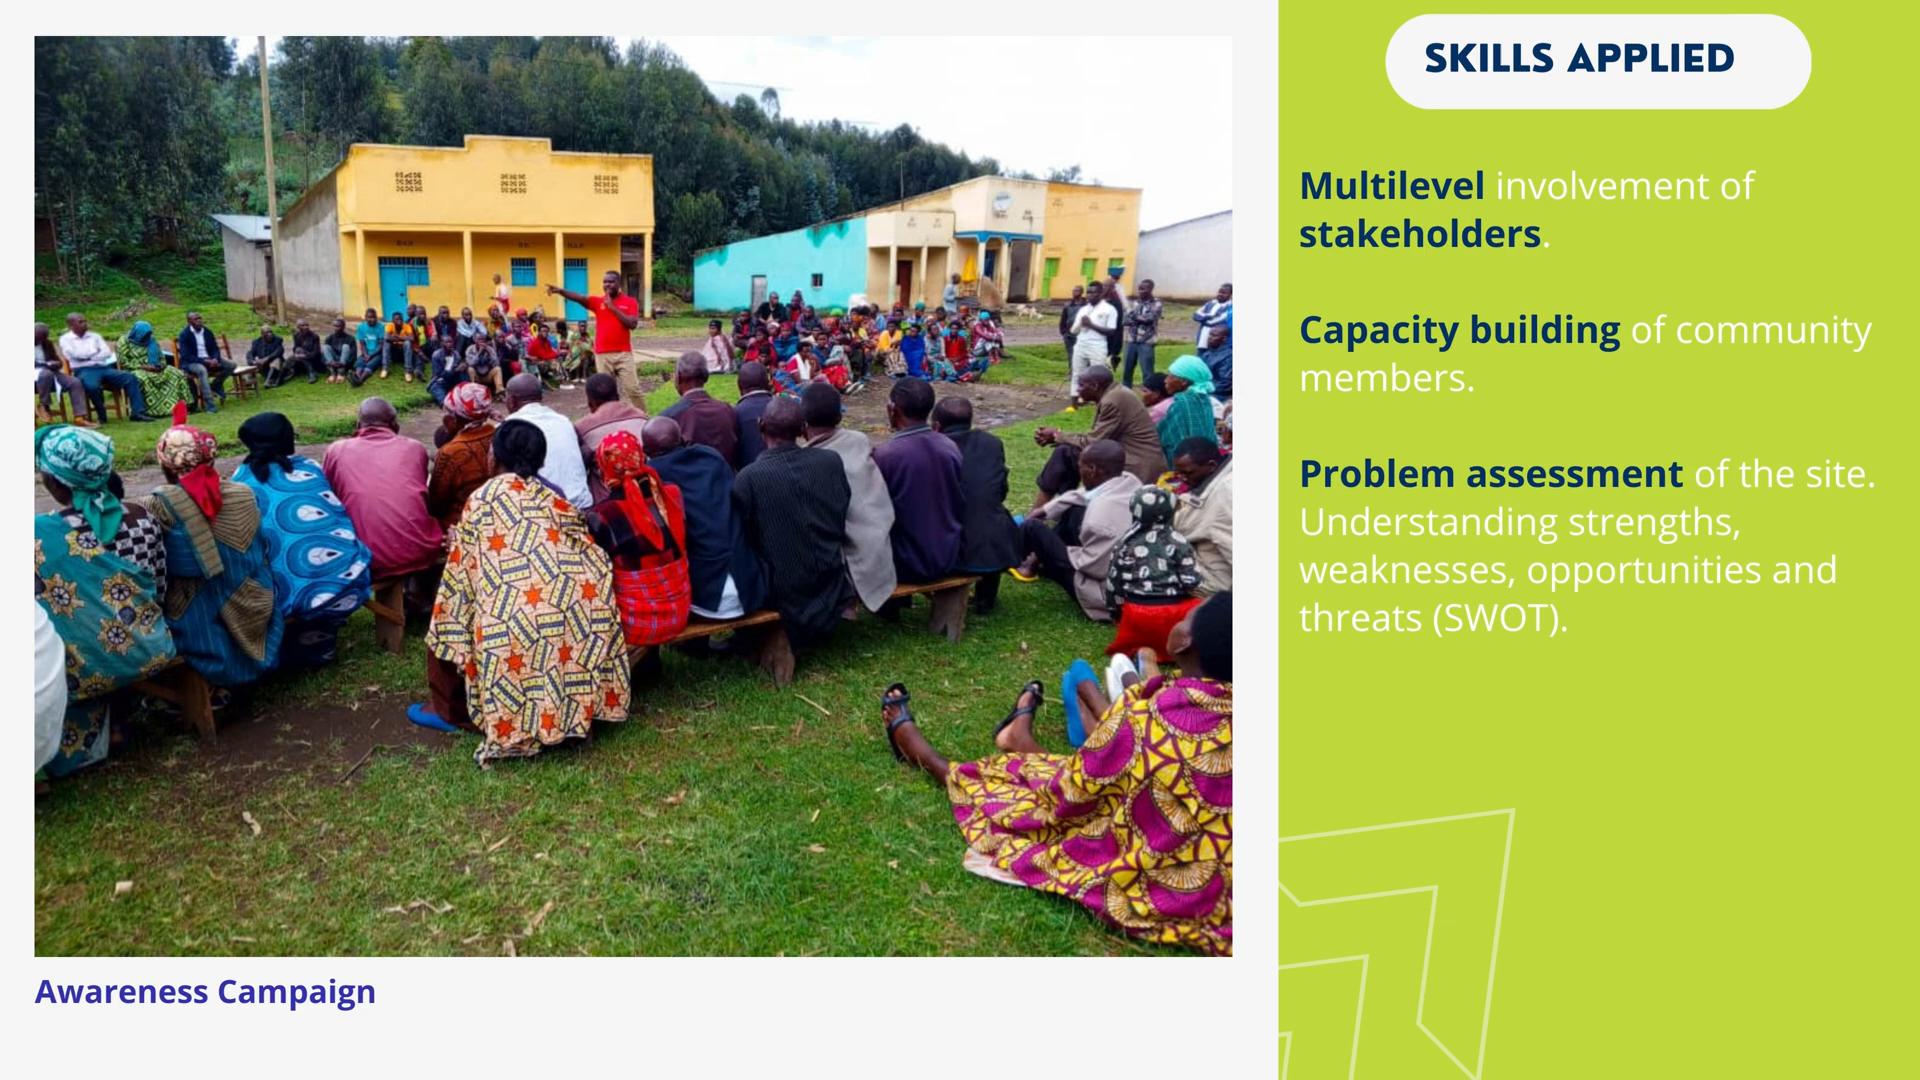 SKILLS APPLIED
Multilevel involvement of
stakeholders.
Capacity building of community
members.
Problem assessment of the site.
Understanding strengths,
weaknesses, opportunities and
threats (SWOT).
Awareness Campaign